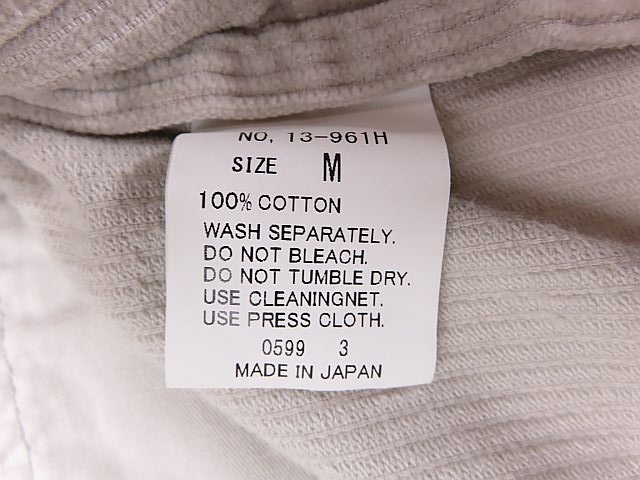 NO, 13-961H
SIZE M
100% COTTON
WASH SEPARATELY.
DO NOT BLEACH.
DO NOT TUMBLE DRY.
USE CLEANINGNET.
USE PRESS CLOTH.
0599 3
MADE IN JAPAN